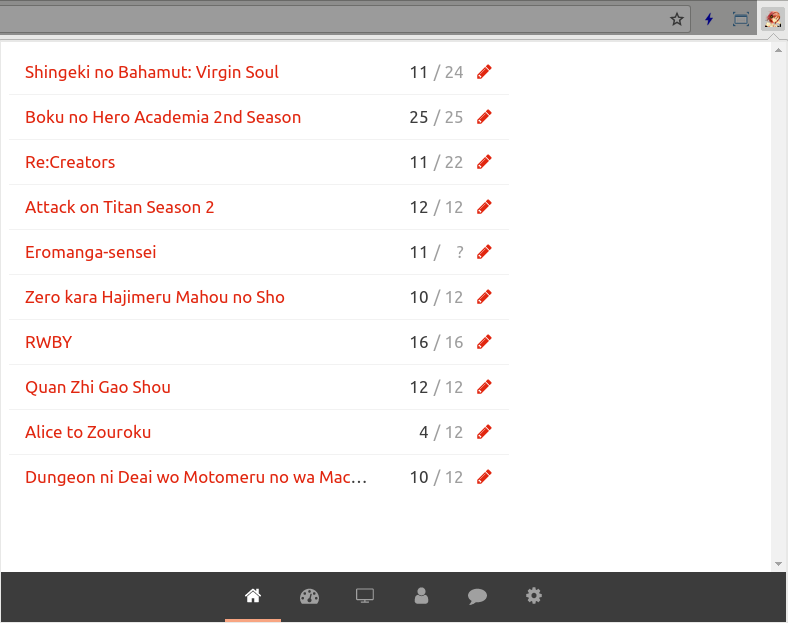 Shingeki no Bahamut: Virgin Soul 11 / 24
Boku no Hero Academia 2nd Season 25 / 25
Re:Creators 11 / 22
Attack on Titan Season 2 12 / 12
Eromanga-sensei 11 / ?
Zero kara Hajimeru Mahou no Sho 10 / 12
RWBY 16 / 16
Quan Zhi Gao Shou 12 / 12
Alice to Zouroku 4 / 12
Dungeon ni Deai wo Motomeru no wa Mac… 10 / 12